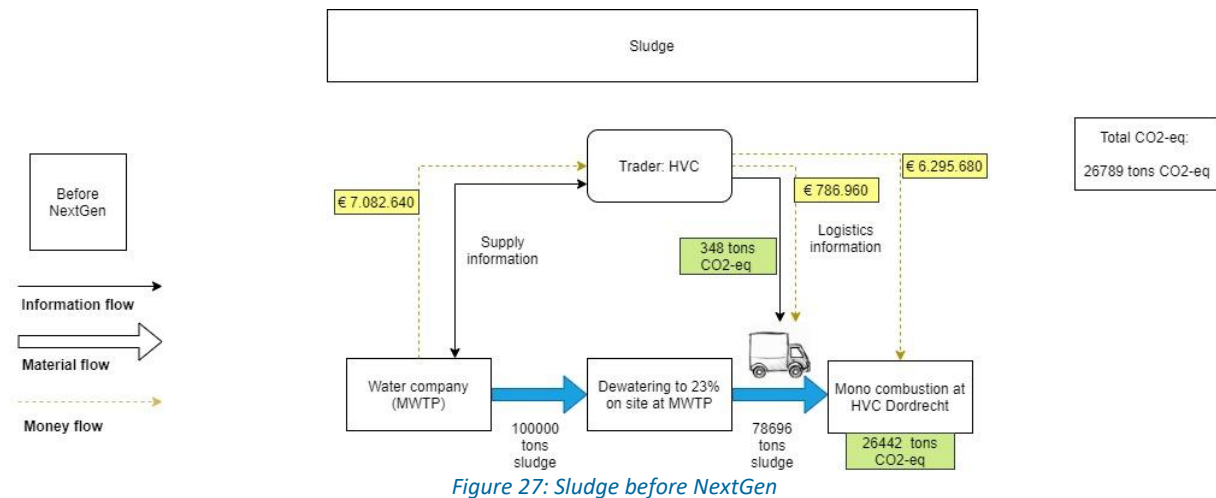 Sludge
Total CO2-eq:
26789 tons CO2-eq
Before
NextGen
Trader: HVC
€ 6.295.680
€ 786.960
€ 7.082.640
Supply
information
Logistics
information
348 tons
CO2-eq
Information flow
Material flow
Money flow
Water company
(MWTP)
Dewatering to 23%
on site at MWTP
Mono combustion at
HVC Dordrecht
100000
tons
sludge
78696
tons
sludge
26442 tons
CO2-eq
Figure 27: Sludge before NextGen